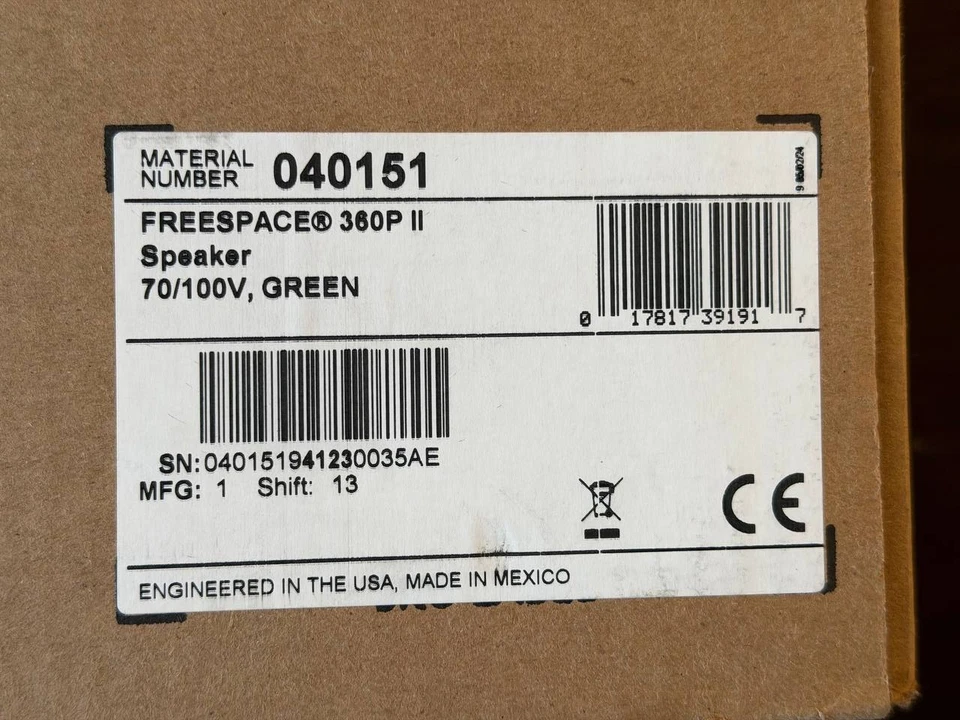 MATERIAL NUMBER 040151
FREESPACE® 360P II
Speaker
70/100V, GREEN
0 17817 39191 7
SN: 040151941230035AE
MFG: 1 Shift: 13
CE
ENGINEERED IN THE USA, MADE IN MEXICO